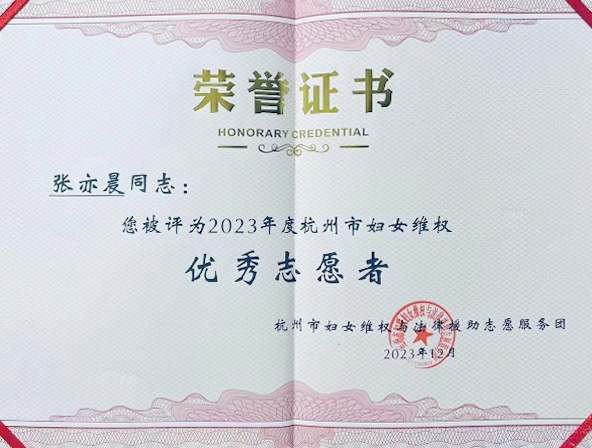 荣誉证书
HONORARY CREDENTIAL
张亦晨同志：
您被评为2023年度杭州市妇女维权
优秀志愿者
杭州市妇女维权与法律援助志愿服务团
2023年12月